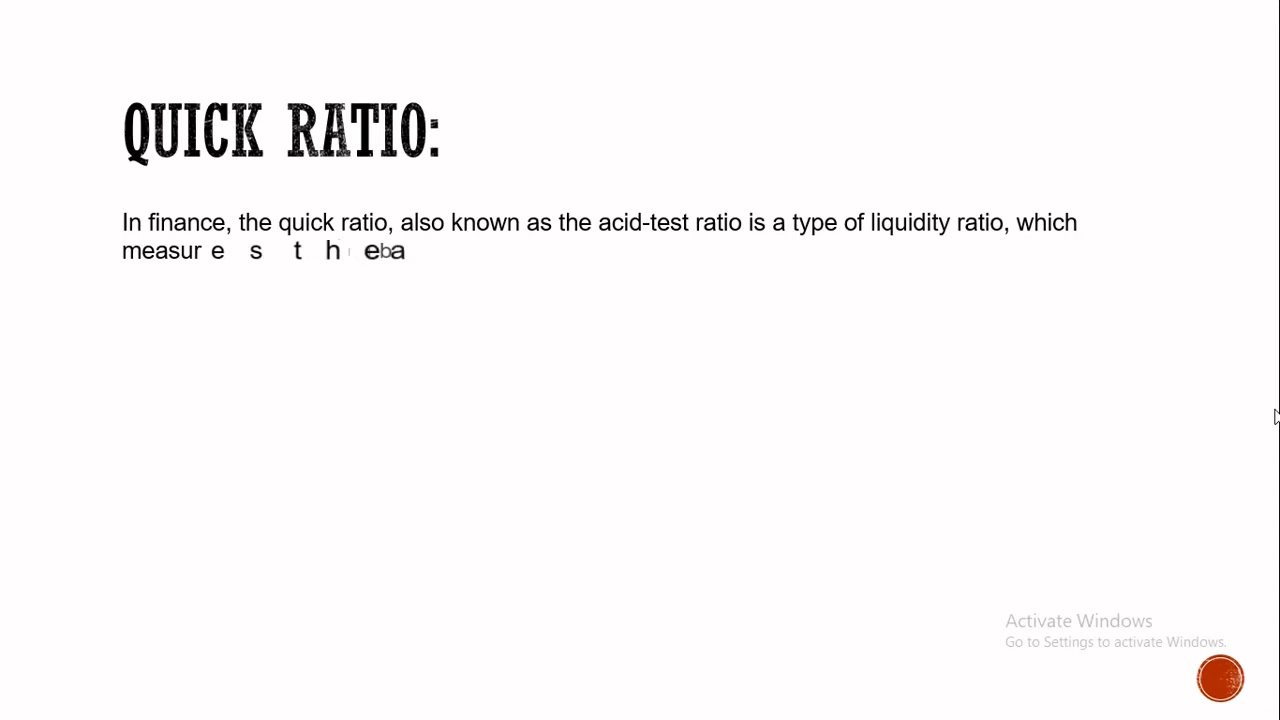 QUICK RATIO:
In finance, the quick ratio, also known as the acid-test ratio is a type of liquidity ratio, which
measures the
Activate Windows
Go to Settings to activate Windows.